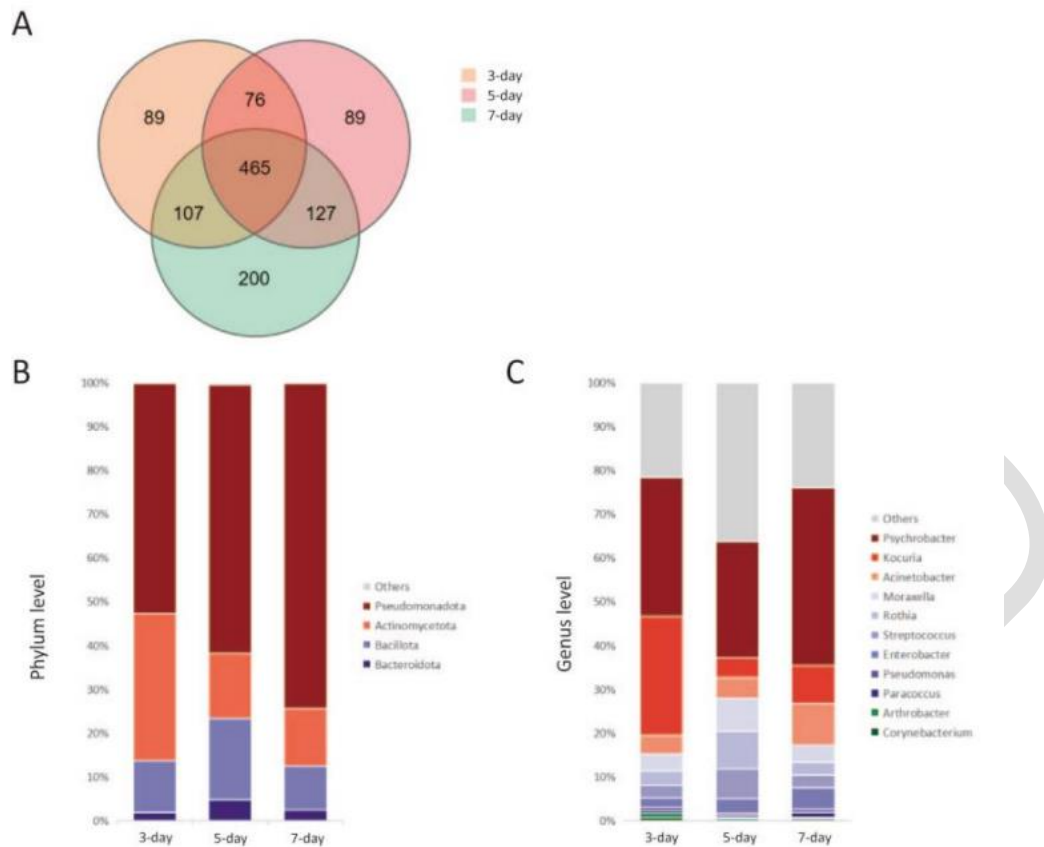 A
3-day
5-day
7-day
89
76
89
465
107
127
200
B
Phylum level
100%
90%
80%
70%
60%
50%
40%
30%
20%
10%
0%
3-day
5-day
7-day
Others
Pseudomonadota
Actinomycetota
Bacillota
Bacteroidota
C
Genus level
100%
90%
80%
70%
60%
50%
40%
30%
20%
10%
0%
3-day
5-day
7-day
Others
Psychrobacter
Kocuria
Acinetobacter
Moraxella
Rothia
Streptococcus
Enterobacter
Pseudomonas
Paracoccus
Arthrobacter
Corynebacterium